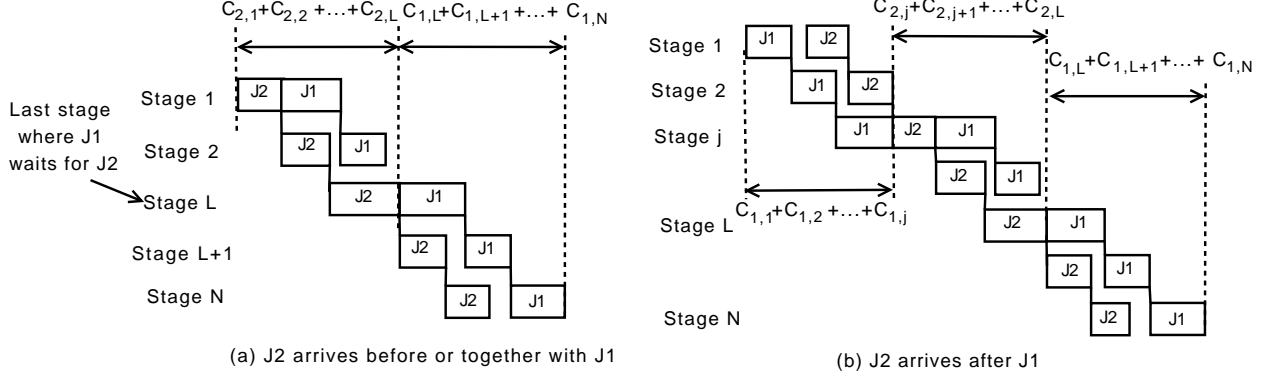 C2,1+C2,2 +...+C2,L C1,L+C1,L+1+...+ C1,N
Stage 1 J2 J1
Last stage
where J1
waits for J2
Stage 2 J2 J1
Stage L J2 J1
Stage L+1 J2 J1
Stage N J2 J1
(a) J2 arrives before or together with J1
C2,j+C2,j+1+...+C2,L
Stage 1 J1 J2
C1,L+C1,L+1+...+ C1,N
Stage 2 J1 J2
Stage j J1 J2 J1
J2 J1
C1,1+C1,2 +...+C1,j
Stage L J2 J1
J2 J1
Stage N J2 J1
(b) J2 arrives after J1